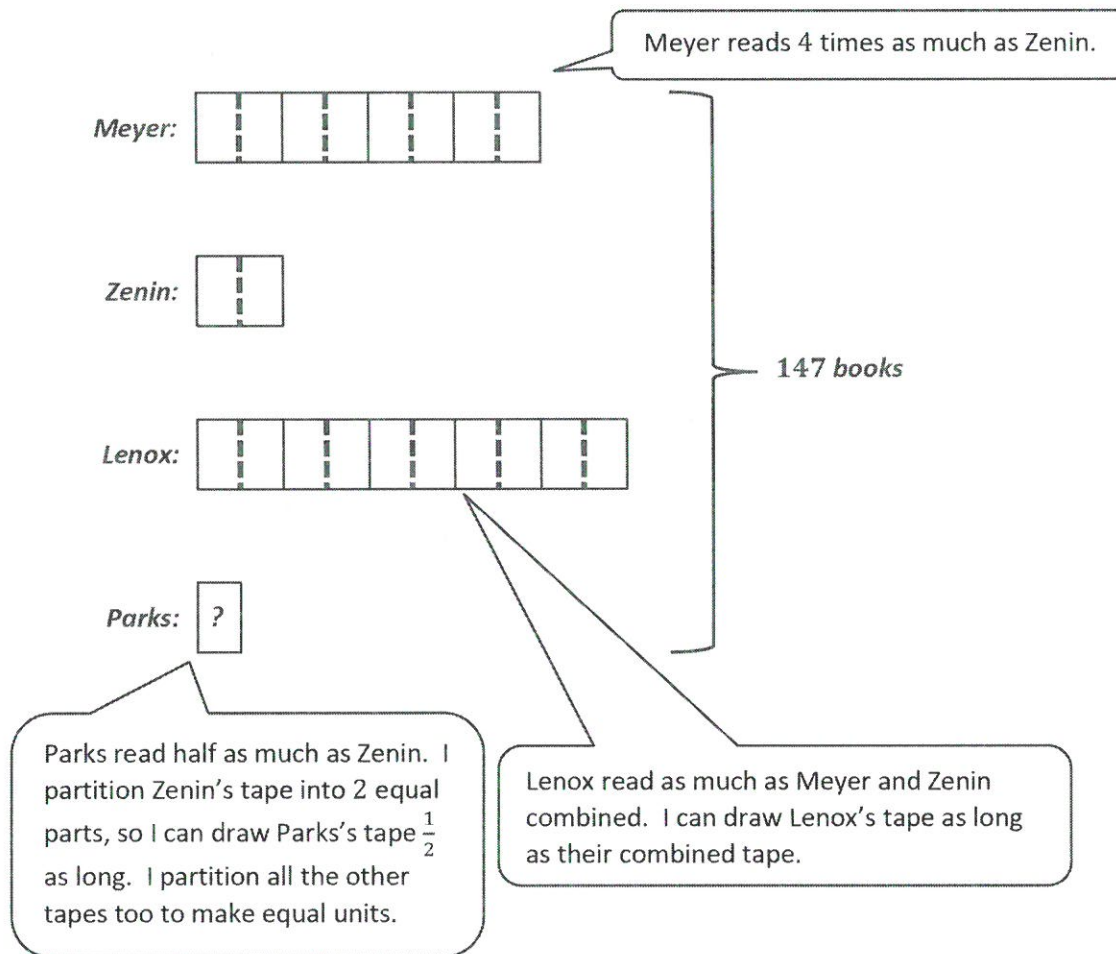 Meyer reads 4 times as much as Zenin.
Meyer:
Zenin:
147 books
Lenox:
Parks: ?
Parks read half as much as Zenin. I
partition Zenin's tape into 2 equal
parts, so I can draw Parks's tape 1/2
as long. I partition all the other
tapes too to make equal units.
Lenox read as much as Meyer and Zenin
combined. I can draw Lenox's tape as long
as their combined tape.